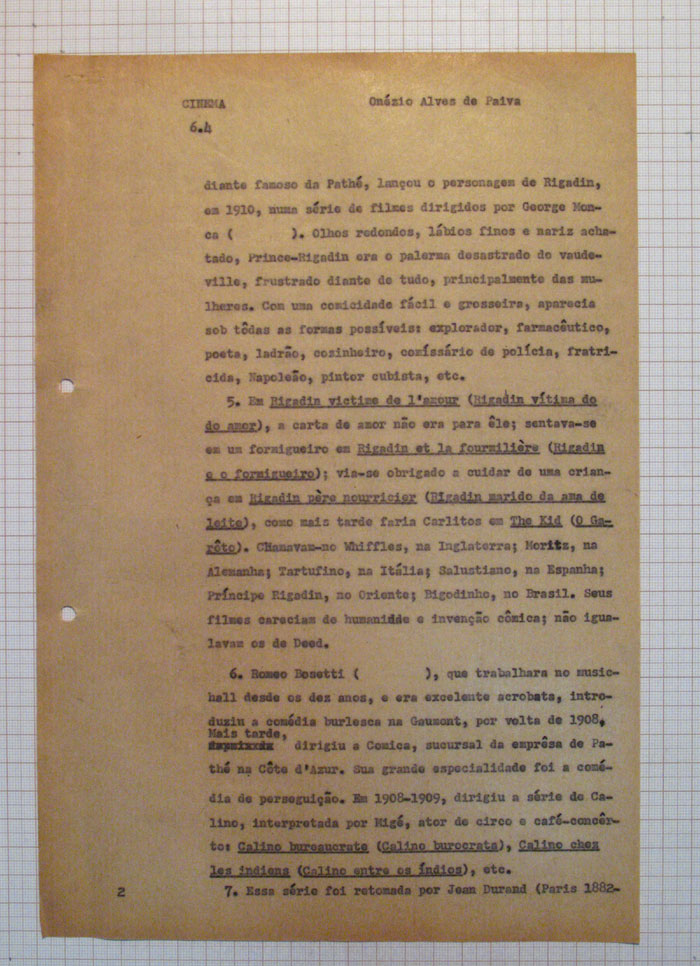 CINEMA
Onézio Alves de Paiva
6.4
diante famoso da Pathé, lançou o personagem de Rigadin,
em 1910, numa série de filmes dirigidos por George Mon-
ca (          ). Olhos redondos, lábios finos e nariz acha-
tado, Prince-Rigadin era o palerma desastrado do vaude-
ville, frustrado diante de tudo, principalmente das mu-
lheres. Com uma comicidade fácil e grosseira, aparecia
sob tôdas as formas possíveis: explorador, farmacêutico,
poeta, ladrão, cosinheiro, comissário de polícia, fratri-
cida, Napoleão, pintor cubista, etc.
5. Em Rigadin victime de l'amour (Rigadin vítima do
do amor), a carta de amor não era para êle; sentava-se
em um formigueiro em Rigadin et la fourmilière (Rigadin
e o formigueiro); via-se obrigado a cuidar de uma crian-
ça em Rigadin père nourricier (Rigadin marido da ama de
leite), como mais tarde faria Carlitos em The Kid (O Ga-
rôto). Chamavam-no Whiffles, na Inglaterra; Moritz, na
Alemanha; Tartufino, na Itália; Salustiano, na Espanha;
Príncipe Rigadin, no Oriente; Bigodinho, no Brasil. Seus
filmes careciam de humanidde e invenção cômica; não igua-
lavam os de Deed.
6. Romeo Bosetti (          ), que trabalhara no music-
hall desde os dez anos, e era excelente acrobata, intro-
duziu a comédia burlesca na Gaumont, por volta de 1908.
Mais tarde,
dirigiu a Comica, sucursal da emprêsa de Pa-
thé na Côte d'Azur. Sua grande especialidade foi a comé-
dia de perseguição. Em 1908-1909, dirigiu a série de Ca-
lino, interpretada por Migé, ator de circo e café-concêr-
to: Calino bureaucrate (Calino burocrata), Calino chez
les indiens (Calino entre os índios), etc.
7. Essa série foi retomada por Jean Durand (Paris 1882-
2